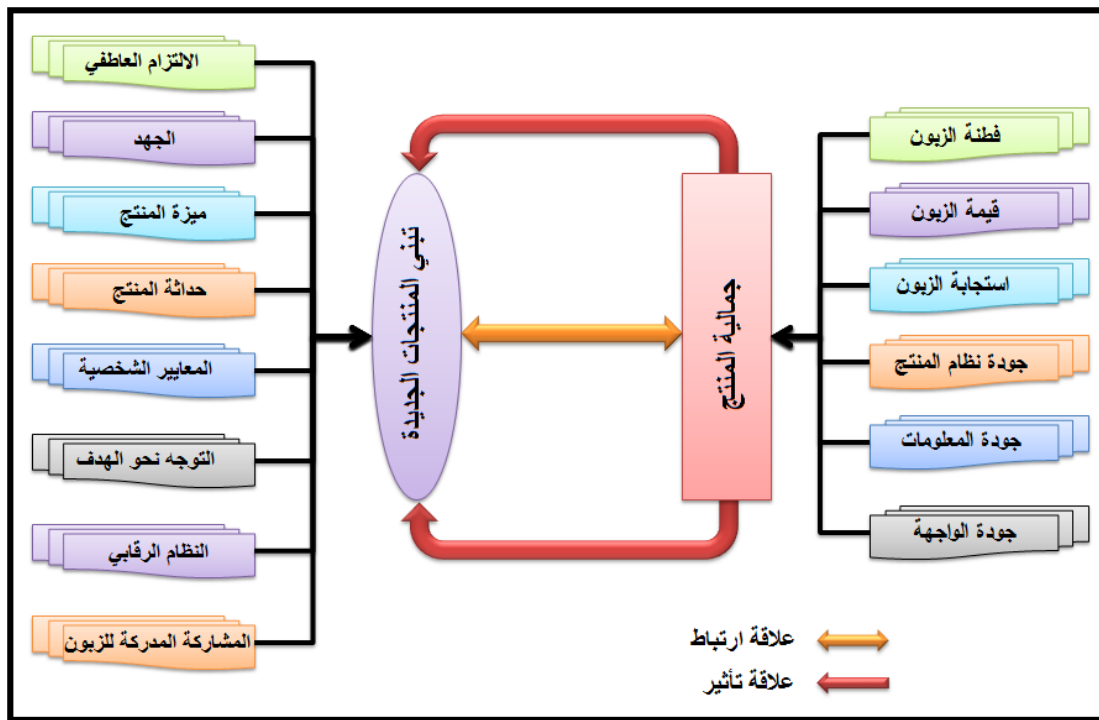 فطنة الزبون
قيمة الزبون
استجابة الزبون
جودة نظام المنتج
جودة المعلومات
جودة الواجهة
جمالية المنتج
تبني المنتجات الجديدة
الالتزام العاطفي
الجهد
ميزة المنتج
حداثة المنتج
المعايير الشخصية
التوجه نحو الهدف
النظام الرقابي
المشاركة المدركة للزبون
علاقة ارتباط
علاقة تأثير